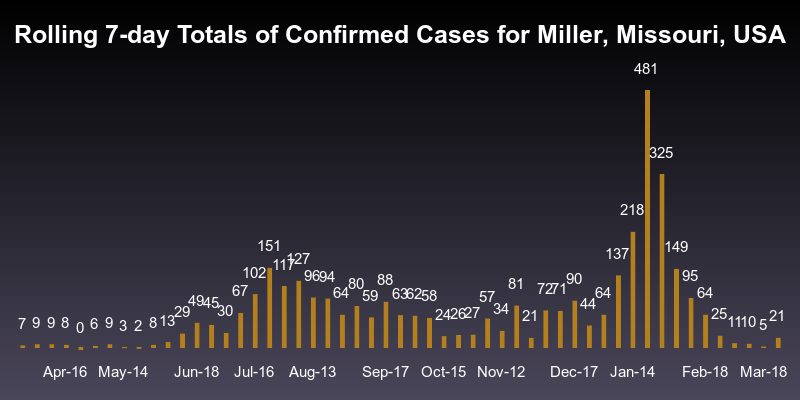 Rolling 7-day Totals of Confirmed Cases for Miller, Missouri, USA
7 9 9 8 0 6 9 3 2 8 13 29 49 45 30 67 102 151 117 127 96 94 64 80 59 88 63 62 58 24 26 27 57 34 81 21 72 71 90 44 64 137 218 481 325 149 95 64 25 11 10 5 21
Apr-16 May-14 Jun-18 Jul-16 Aug-13 Sep-17 Oct-15 Nov-12 Dec-17 Jan-14 Feb-18 Mar-18